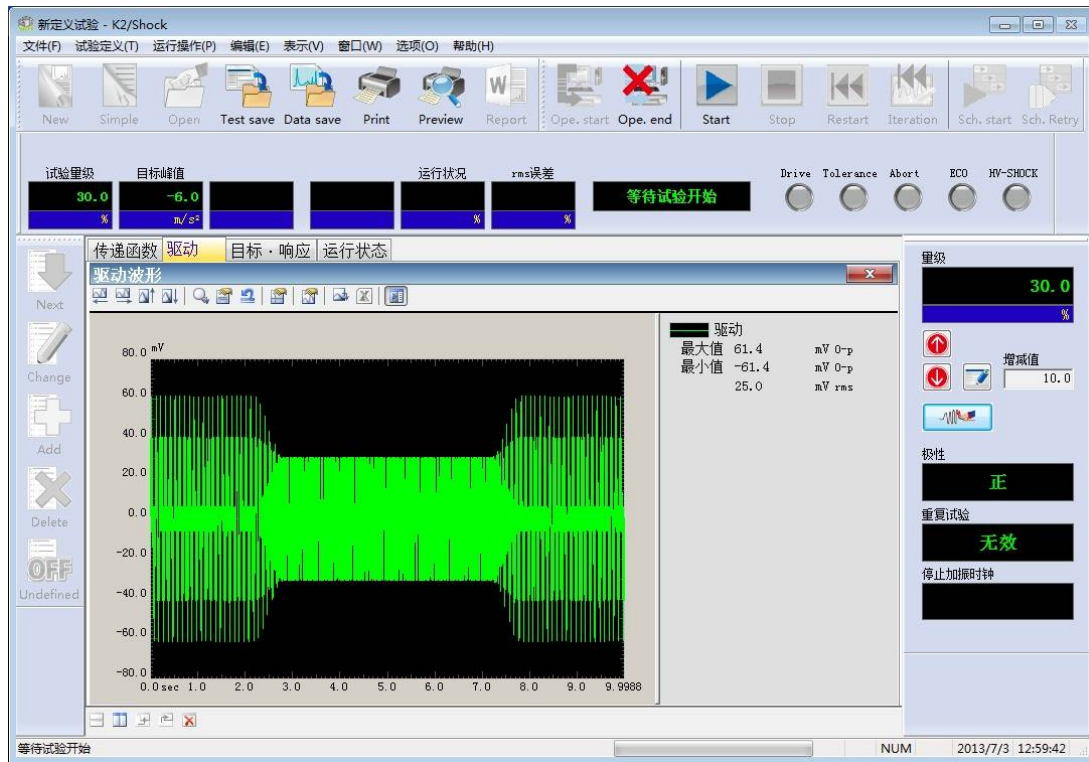 新定义试验 - K2/Shock
文件(F) 试验定义(T) 运行操作(P) 编辑(E) 表示(V) 窗口(W) 选项(O) 帮助(H)
New Simple Open Test save Data save Print Preview Report Ope. start Ope. end Start Stop Restart Iteration Sch. start Sch. Retry
试验量级 目标峰值 运行状况 rms误差 Drive Tolerance Abort ECO HV-SHOCK
30.0 -6.0 等待试验开始
% m/s² % %
传递函数 驱动 目标・响应 运行状态
驱动波形
Next
Change
Add
Delete
OFF
Undefined
80.0 mV
60.0
40.0
20.0
0.0
-20.0
-40.0
-60.0
-80.0
0.0sec 1.0 2.0 3.0 4.0 5.0 6.0 7.0 8.0 9.0 9.9988
驱动
最大值 61.4 mV 0-p
最小值 -61.4 mV 0-p
25.0 mV rms
量级
30.0
%
增减值
10.0
极性
正
重复试验
无效
停止加振时钟
等待试验开始 NUM 2013/7/3 12:59:42